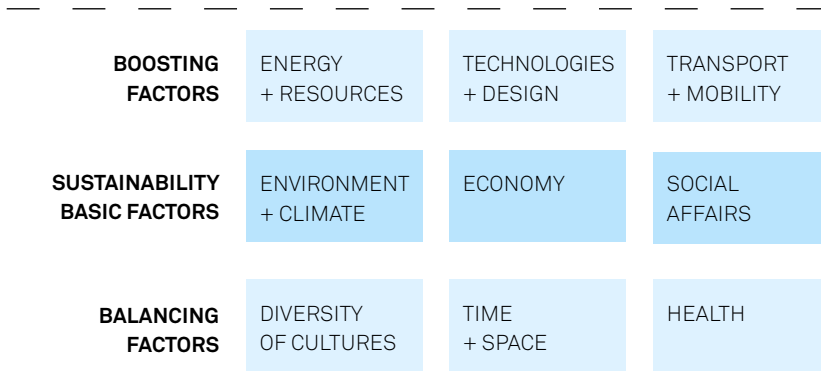 BOOSTING
FACTORS
ENERGY
+ RESOURCES
TECHNOLOGIES
+ DESIGN
TRANSPORT
+ MOBILITY
SUSTAINABILITY
BASIC FACTORS
ENVIRONMENT
+ CLIMATE
ECONOMY
SOCIAL
AFFAIRS
BALANCING
FACTORS
DIVERSITY
OF CULTURES
TIME
+ SPACE
HEALTH